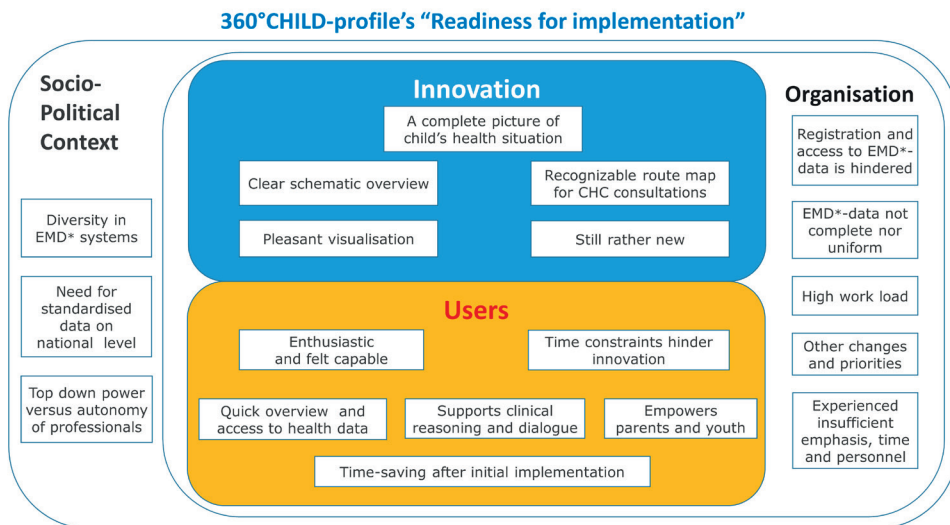 360°CHILD-profile's “Readiness for implementation”
Socio-
Political
Context
Diversity in
EMD* systems
Need for
standardised
data on
national level
Top down power
versus autonomy
of professionals
Innovation
A complete picture of
child's health situation
Clear schematic overview
Recognizable route map
for CHC consultations
Pleasant visualisation
Still rather new
Users
Enthusiastic
and felt capable
Time constraints hinder
innovation
Quick overview and
access to health data
Supports clinical
reasoning and dialogue
Empowers
parents and youth
Time-saving after initial implementation
Organisation
Registration and
access to EMD*-
data is hindered
EMD*-data not
complete nor
uniform
High work load
Other changes
and priorities
Experienced
insufficient
emphasis, time
and personnel